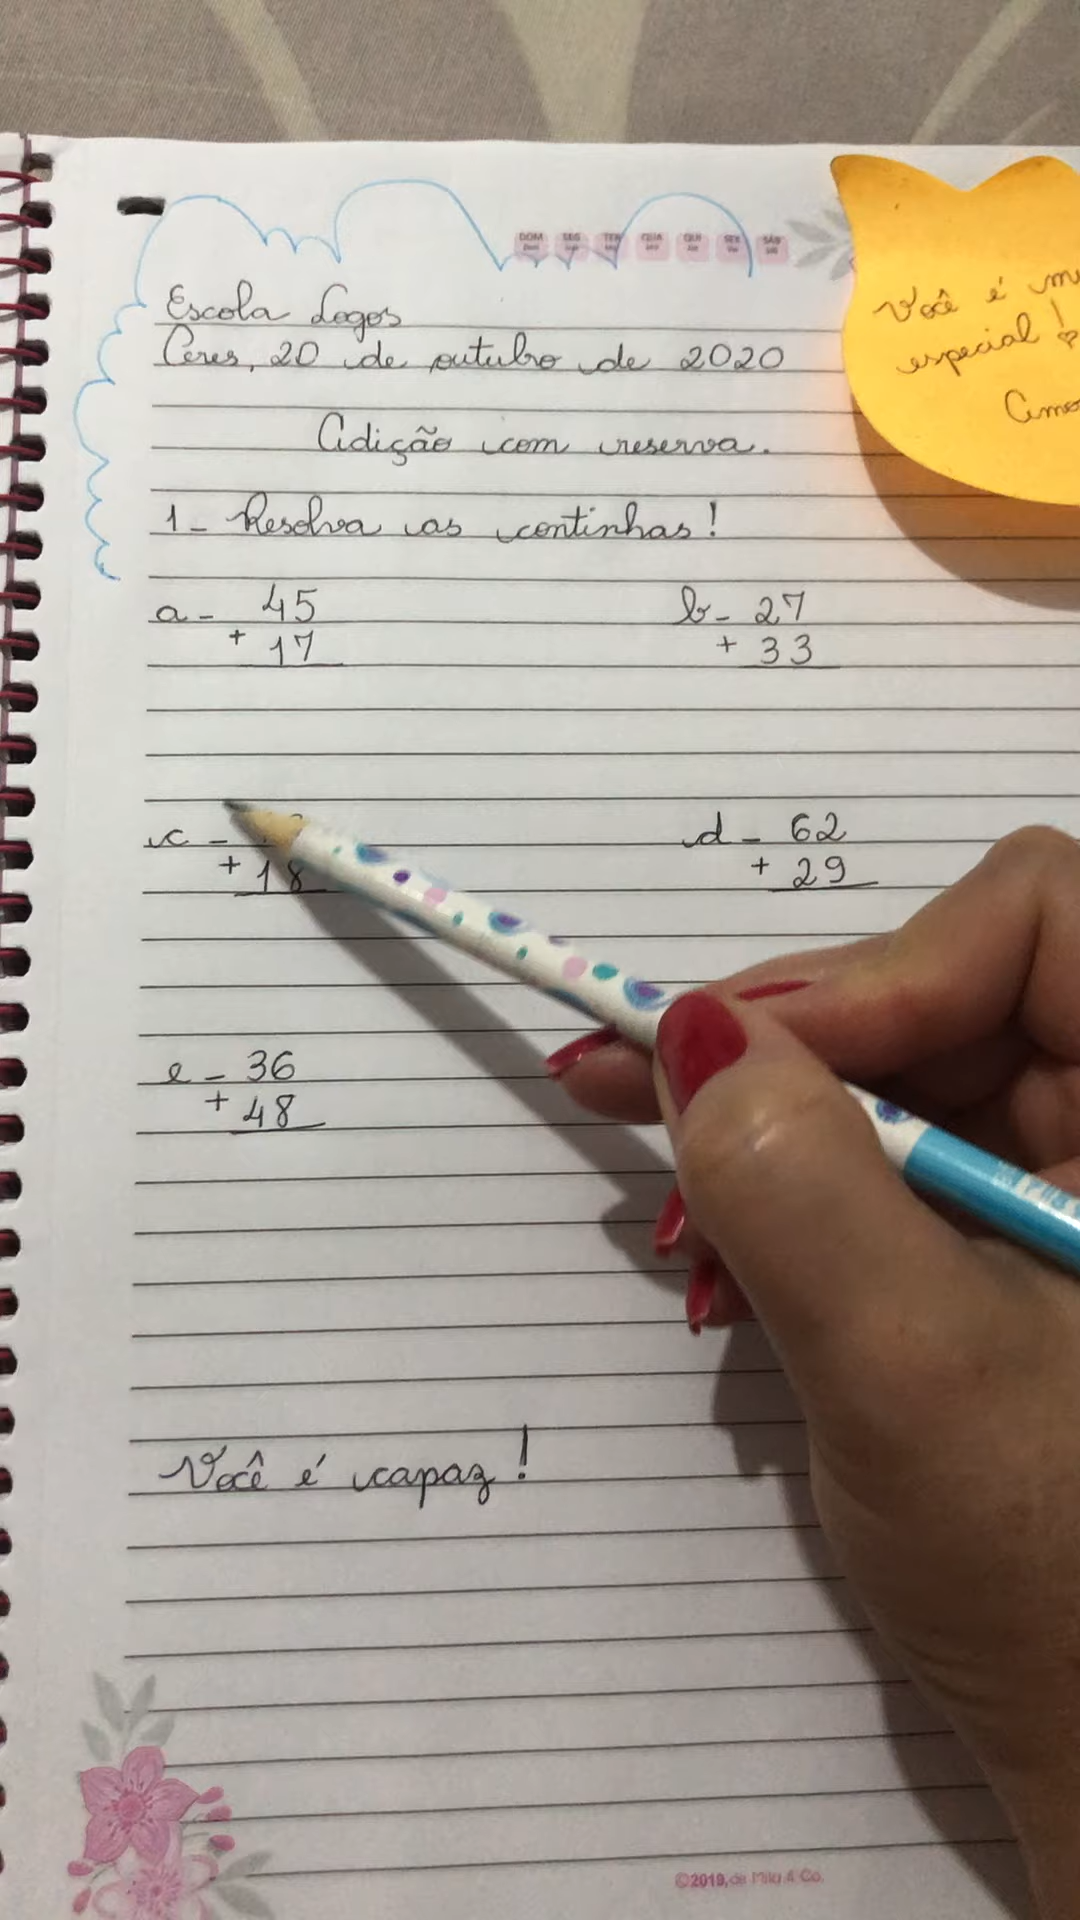 DOM SEG TER QUA QUI SEX SÁB
Escola Logos
Ceres, 20 de outubro de 2020
Você é
especial!
Adição com reserva.
1- Resolva as continhas!
a- 45
+ 17
b- 27
+ 33
c -
+ 18
d- 62
+ 29
e- 36
+ 48
Você é capaz!
©2019,